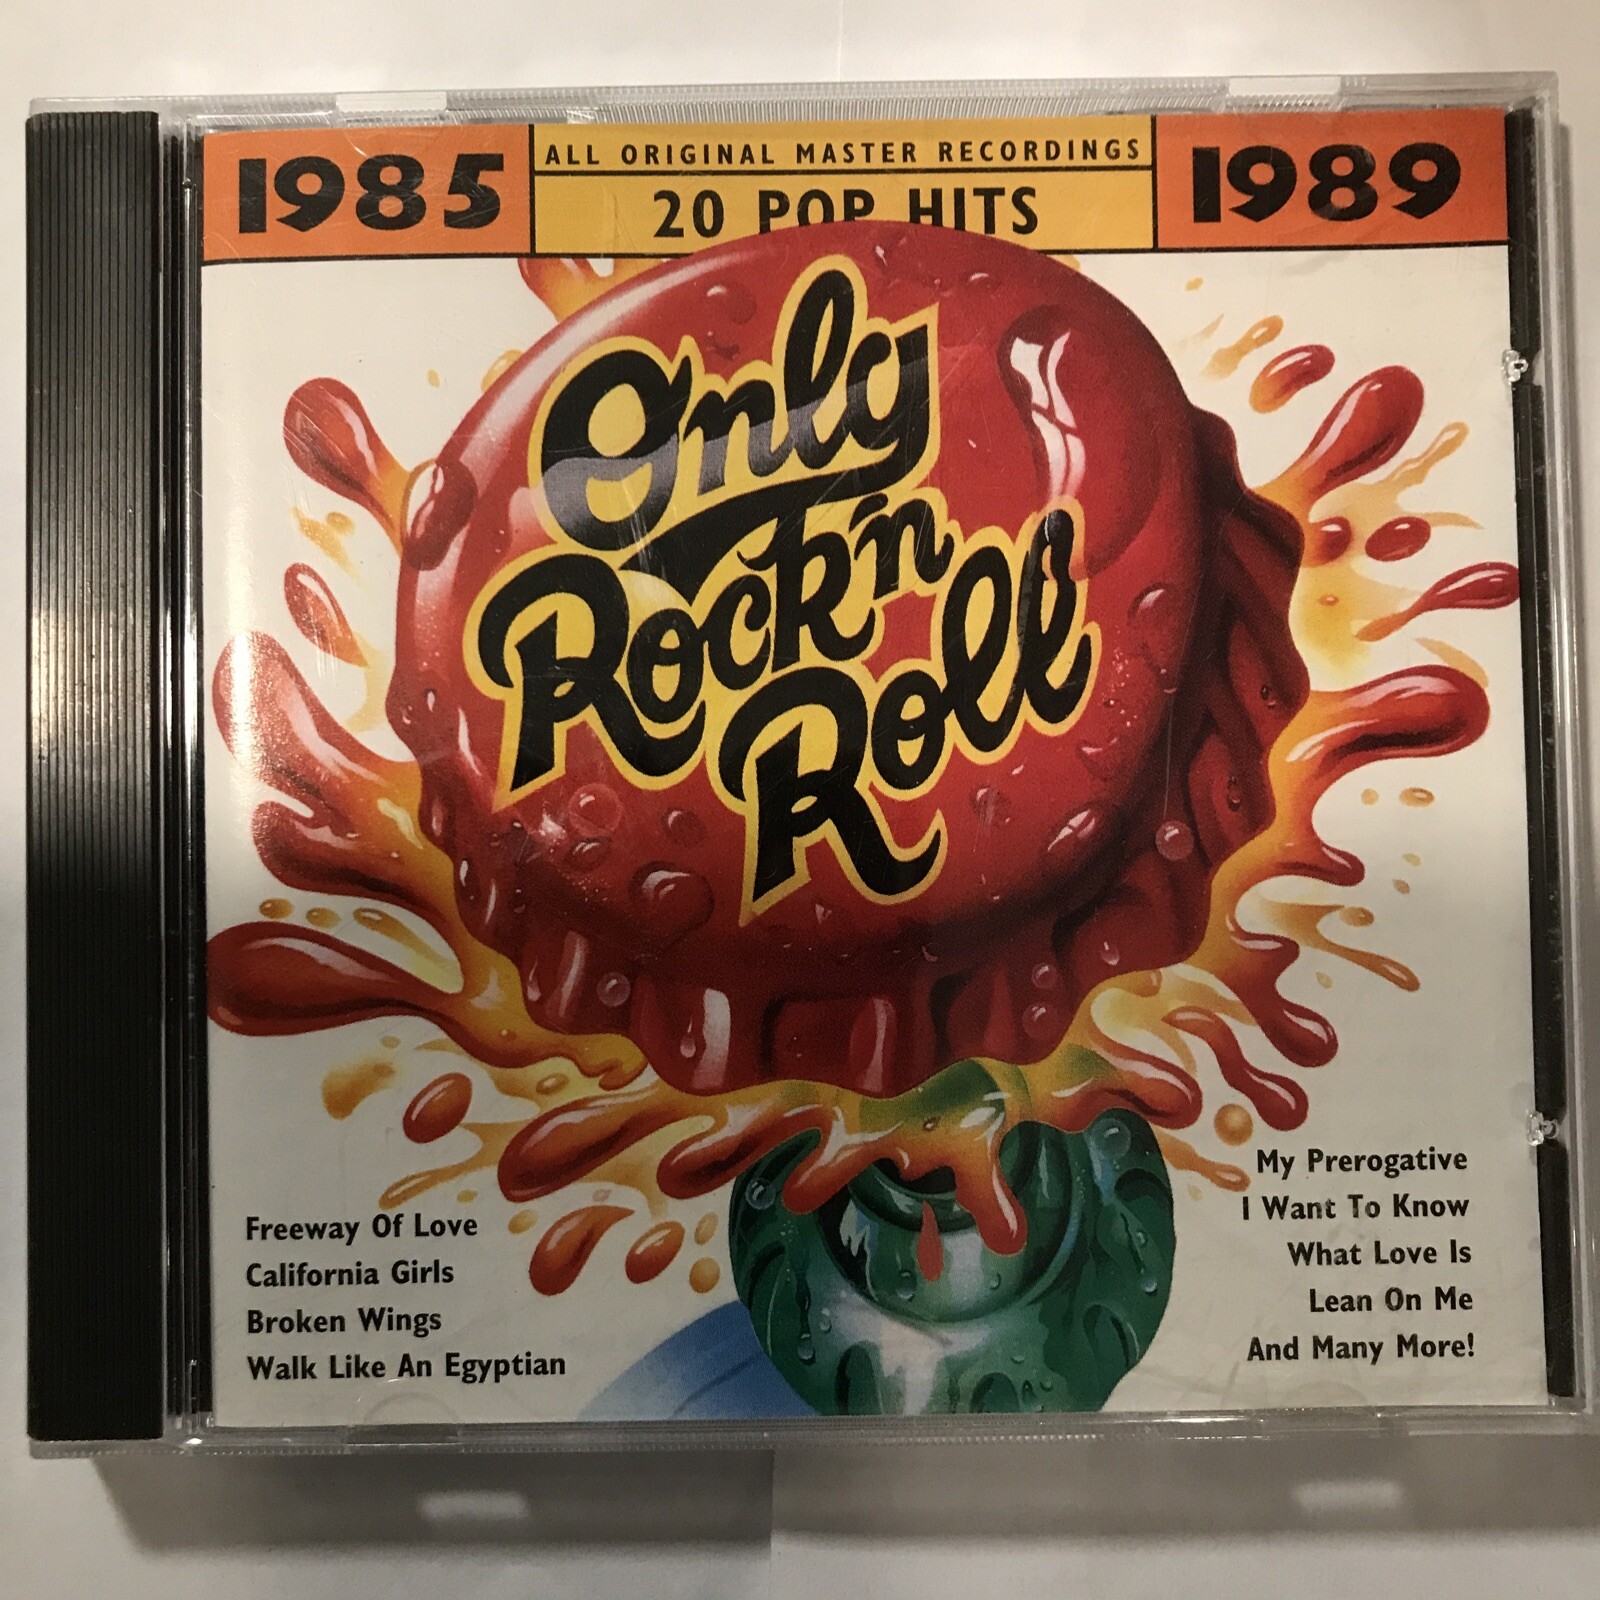 1985
ALL ORIGINAL MASTER RECORDINGS
20 POP HITS
1989
Only
Rock 'n
Roll
Freeway Of Love
California Girls
Broken Wings
Walk Like An Egyptian
My Prerogative
I Want To Know
What Love Is
Lean On Me
And Many More!